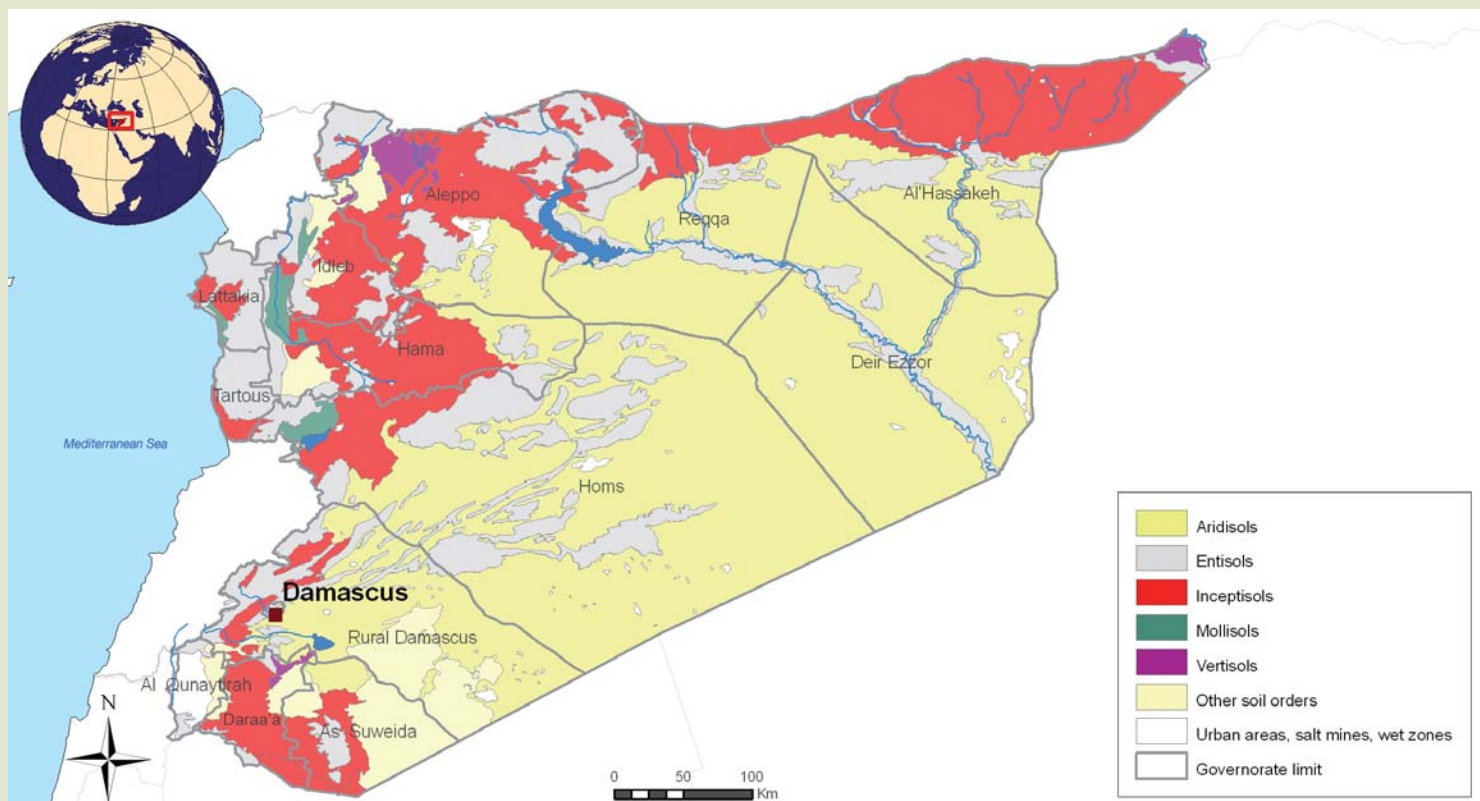 Aleppo
Al'Hassakeh
Reqqa
Idleb
Lattakia
Hama
Deir Ezzor
Tartous
Mediterranean Sea
Homs
Damascus
Rural Damascus
Al Qunaytirah
N
Daraa'a
As Suweida
0 50 100
Km
Aridisols
Entisols
Inceptisols
Mollisols
Vertisols
Other soil orders
Urban areas, salt mines, wet zones
Governorate limit